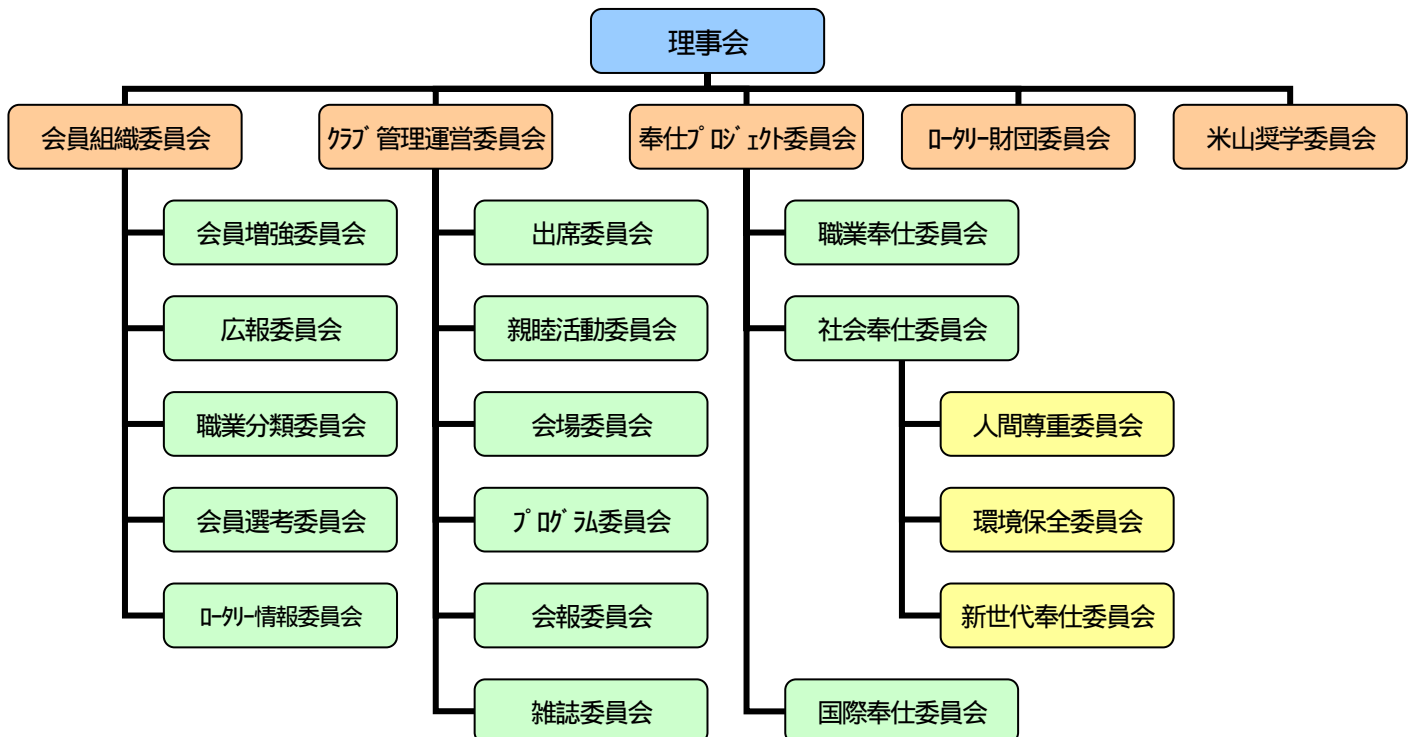 理事会
会員組織委員会
ｸﾗﾌﾞ管理運営委員会
奉仕ﾌﾟﾛｼﾞｪｸﾄ委員会
ﾛｰﾀﾘｰ財団委員会
米山奨学委員会
会員増強委員会
出席委員会
職業奉仕委員会
広報委員会
親睦活動委員会
社会奉仕委員会
職業分類委員会
会場委員会
人間尊重委員会
会員選考委員会
ﾌﾟﾛｸﾞﾗﾑ委員会
環境保全委員会
ﾛｰﾀﾘｰ情報委員会
会報委員会
新世代奉仕委員会
雑誌委員会
国際奉仕委員会